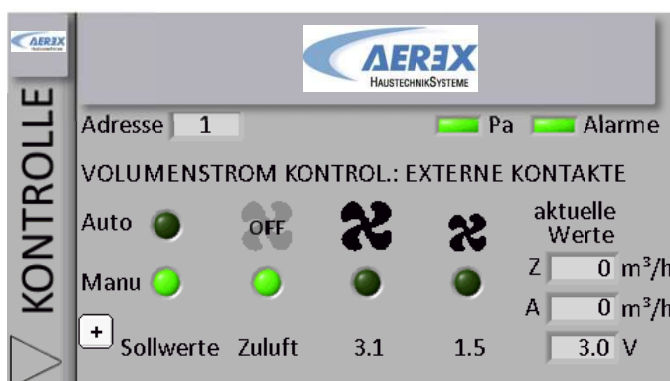 AEREX
HAUSTECHNIKSYSTEME
AEREX
KONTROLLE
Adresse 1 Pa Alarme
VOLUMENSTROM KONTROL.: EXTERNE KONTAKTE
Auto OFF aktuelle
Werte
Manu Z 0 m³/h
A 0 m³/h
+ Sollwerte Zuluft 3.1 1.5 3.0 V